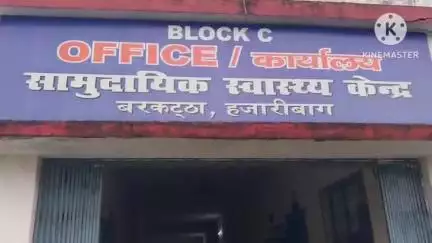 BLOCK C
OFFICE / कार्यालय
सामुदायिक स्वास्थ्य केन्द्र
बरकट्ठा, हजारीबाग
KINEMASTER